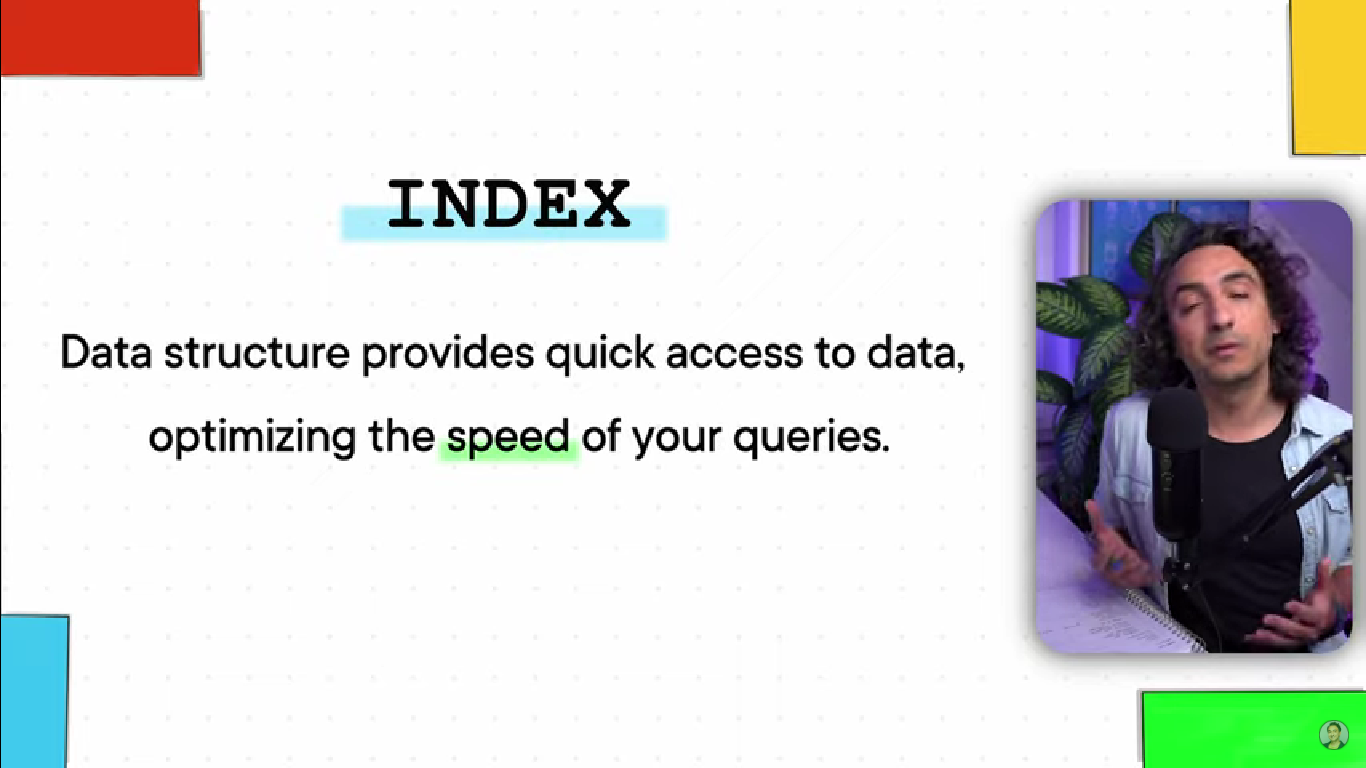 INDEX
Data structure provides quick access to data,
optimizing the speed of your queries.